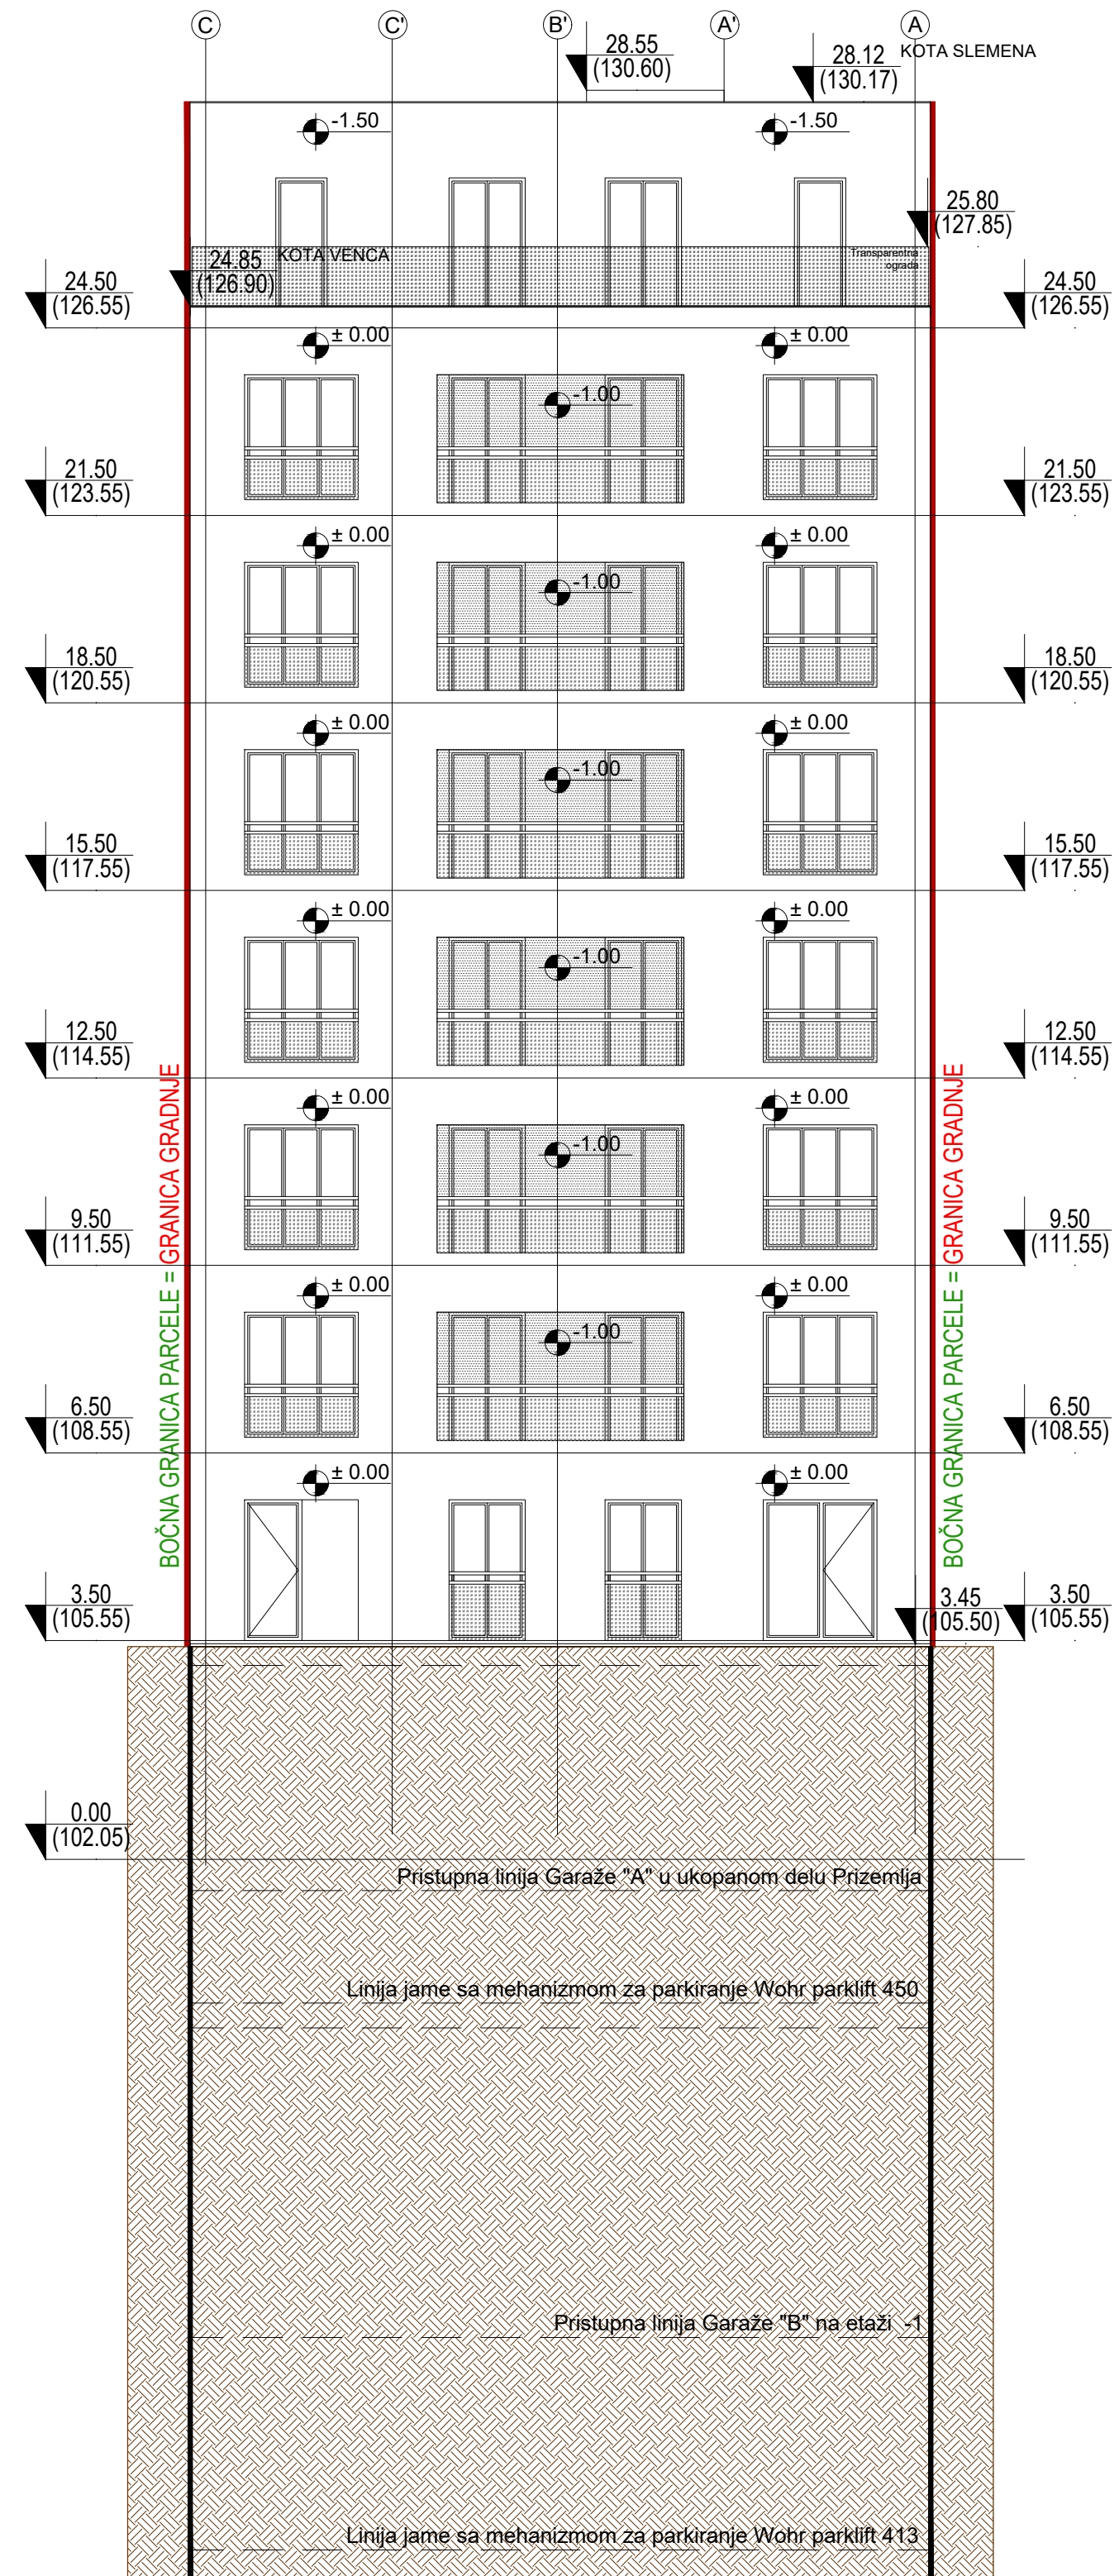 C C' B' A' A
28.55
(130.60)
28.12 KOTA SLEMENA
(130.17)
-1.50 -1.50
25.80
(127.85)
24.85 KOTA VENCA
(126.90)
Transparentna
ograda
24.50 24.50
(126.55) (126.55)
± 0.00 ± 0.00
-1.00
21.50 21.50
(123.55) (123.55)
± 0.00 ± 0.00
-1.00
18.50 18.50
(120.55) (120.55)
± 0.00 ± 0.00
-1.00
15.50 15.50
(117.55) (117.55)
± 0.00 ± 0.00
-1.00
12.50 12.50
(114.55) (114.55)
± 0.00 ± 0.00
-1.00
9.50 9.50
(111.55) (111.55)
± 0.00 ± 0.00
-1.00
6.50 6.50
(108.55) (108.55)
± 0.00 ± 0.00
BOČNA GRANICA PARCELE = GRANICA GRADNJE
BOČNA GRANICA PARCELE = GRANICA GRADNJE
3.50 3.45 3.50
(105.55) (105.50) (105.55)
0.00
(102.05)
Pristupna linija Garaže "A" u ukopanom delu Prizemlja
Linija jame sa mehanizmom za parkiranje Wohr parklift 450
Pristupna linija Garaže "B" na etaži -1
Linija jame sa mehanizmom za parkiranje Wohr parklift 413